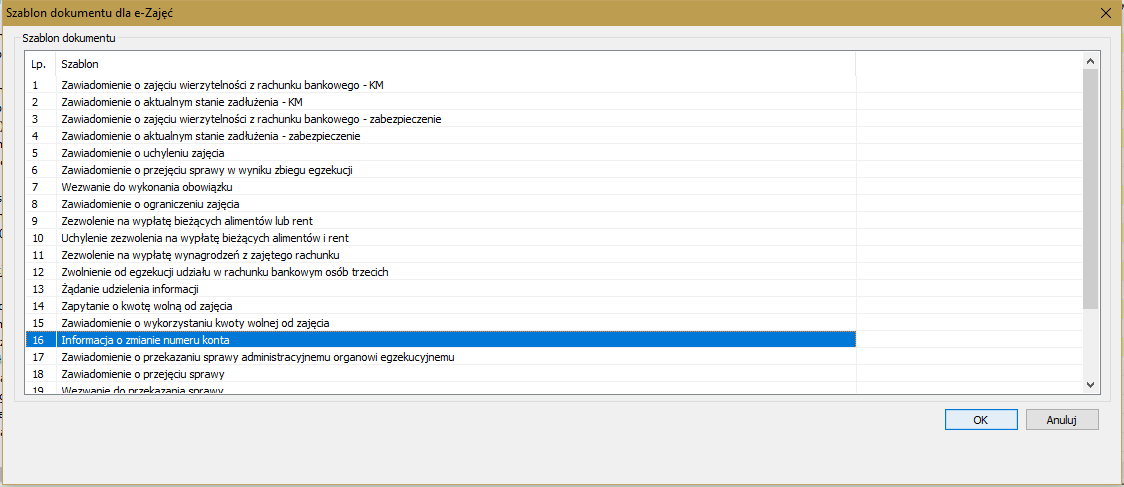 Szablon dokumentu dla e-Zajęć
Szablon dokumentu
Lp. Szablon
1 Zawiadomienie o zajęciu wierzytelności z rachunku bankowego - KM
2 Zawiadomienie o aktualnym stanie zadłużenia - KM
3 Zawiadomienie o zajęciu wierzytelności z rachunku bankowego - zabezpieczenie
4 Zawiadomienie o aktualnym stanie zadłużenia - zabezpieczenie
5 Zawiadomienie o uchyleniu zajęcia
6 Zawiadomienie o przejęciu sprawy w wyniku zbiegu egzekucji
7 Wezwanie do wykonania obowiązku
8 Zawiadomienie o ograniczeniu zajęcia
9 Zezwolenie na wypłatę bieżących alimentów lub rent
10 Uchylenie zezwolenia na wypłatę bieżących alimentów i rent
11 Zezwolenie na wypłatę wynagrodzeń z zajętego rachunku
12 Zwolnienie od egzekucji udziału w rachunku bankowym osób trzecich
13 Żądanie udzielenia informacji
14 Zapytanie o kwotę wolną od zajęcia
15 Zawiadomienie o wykorzystaniu kwoty wolnej od zajęcia
16 Informacja o zmianie numeru konta
17 Zawiadomienie o przekazaniu sprawy administracyjnemu organowi egzekucyjnemu
18 Zawiadomienie o przejęciu sprawy
19 Wezwanie do przekazania sprawy
OK Anuluj